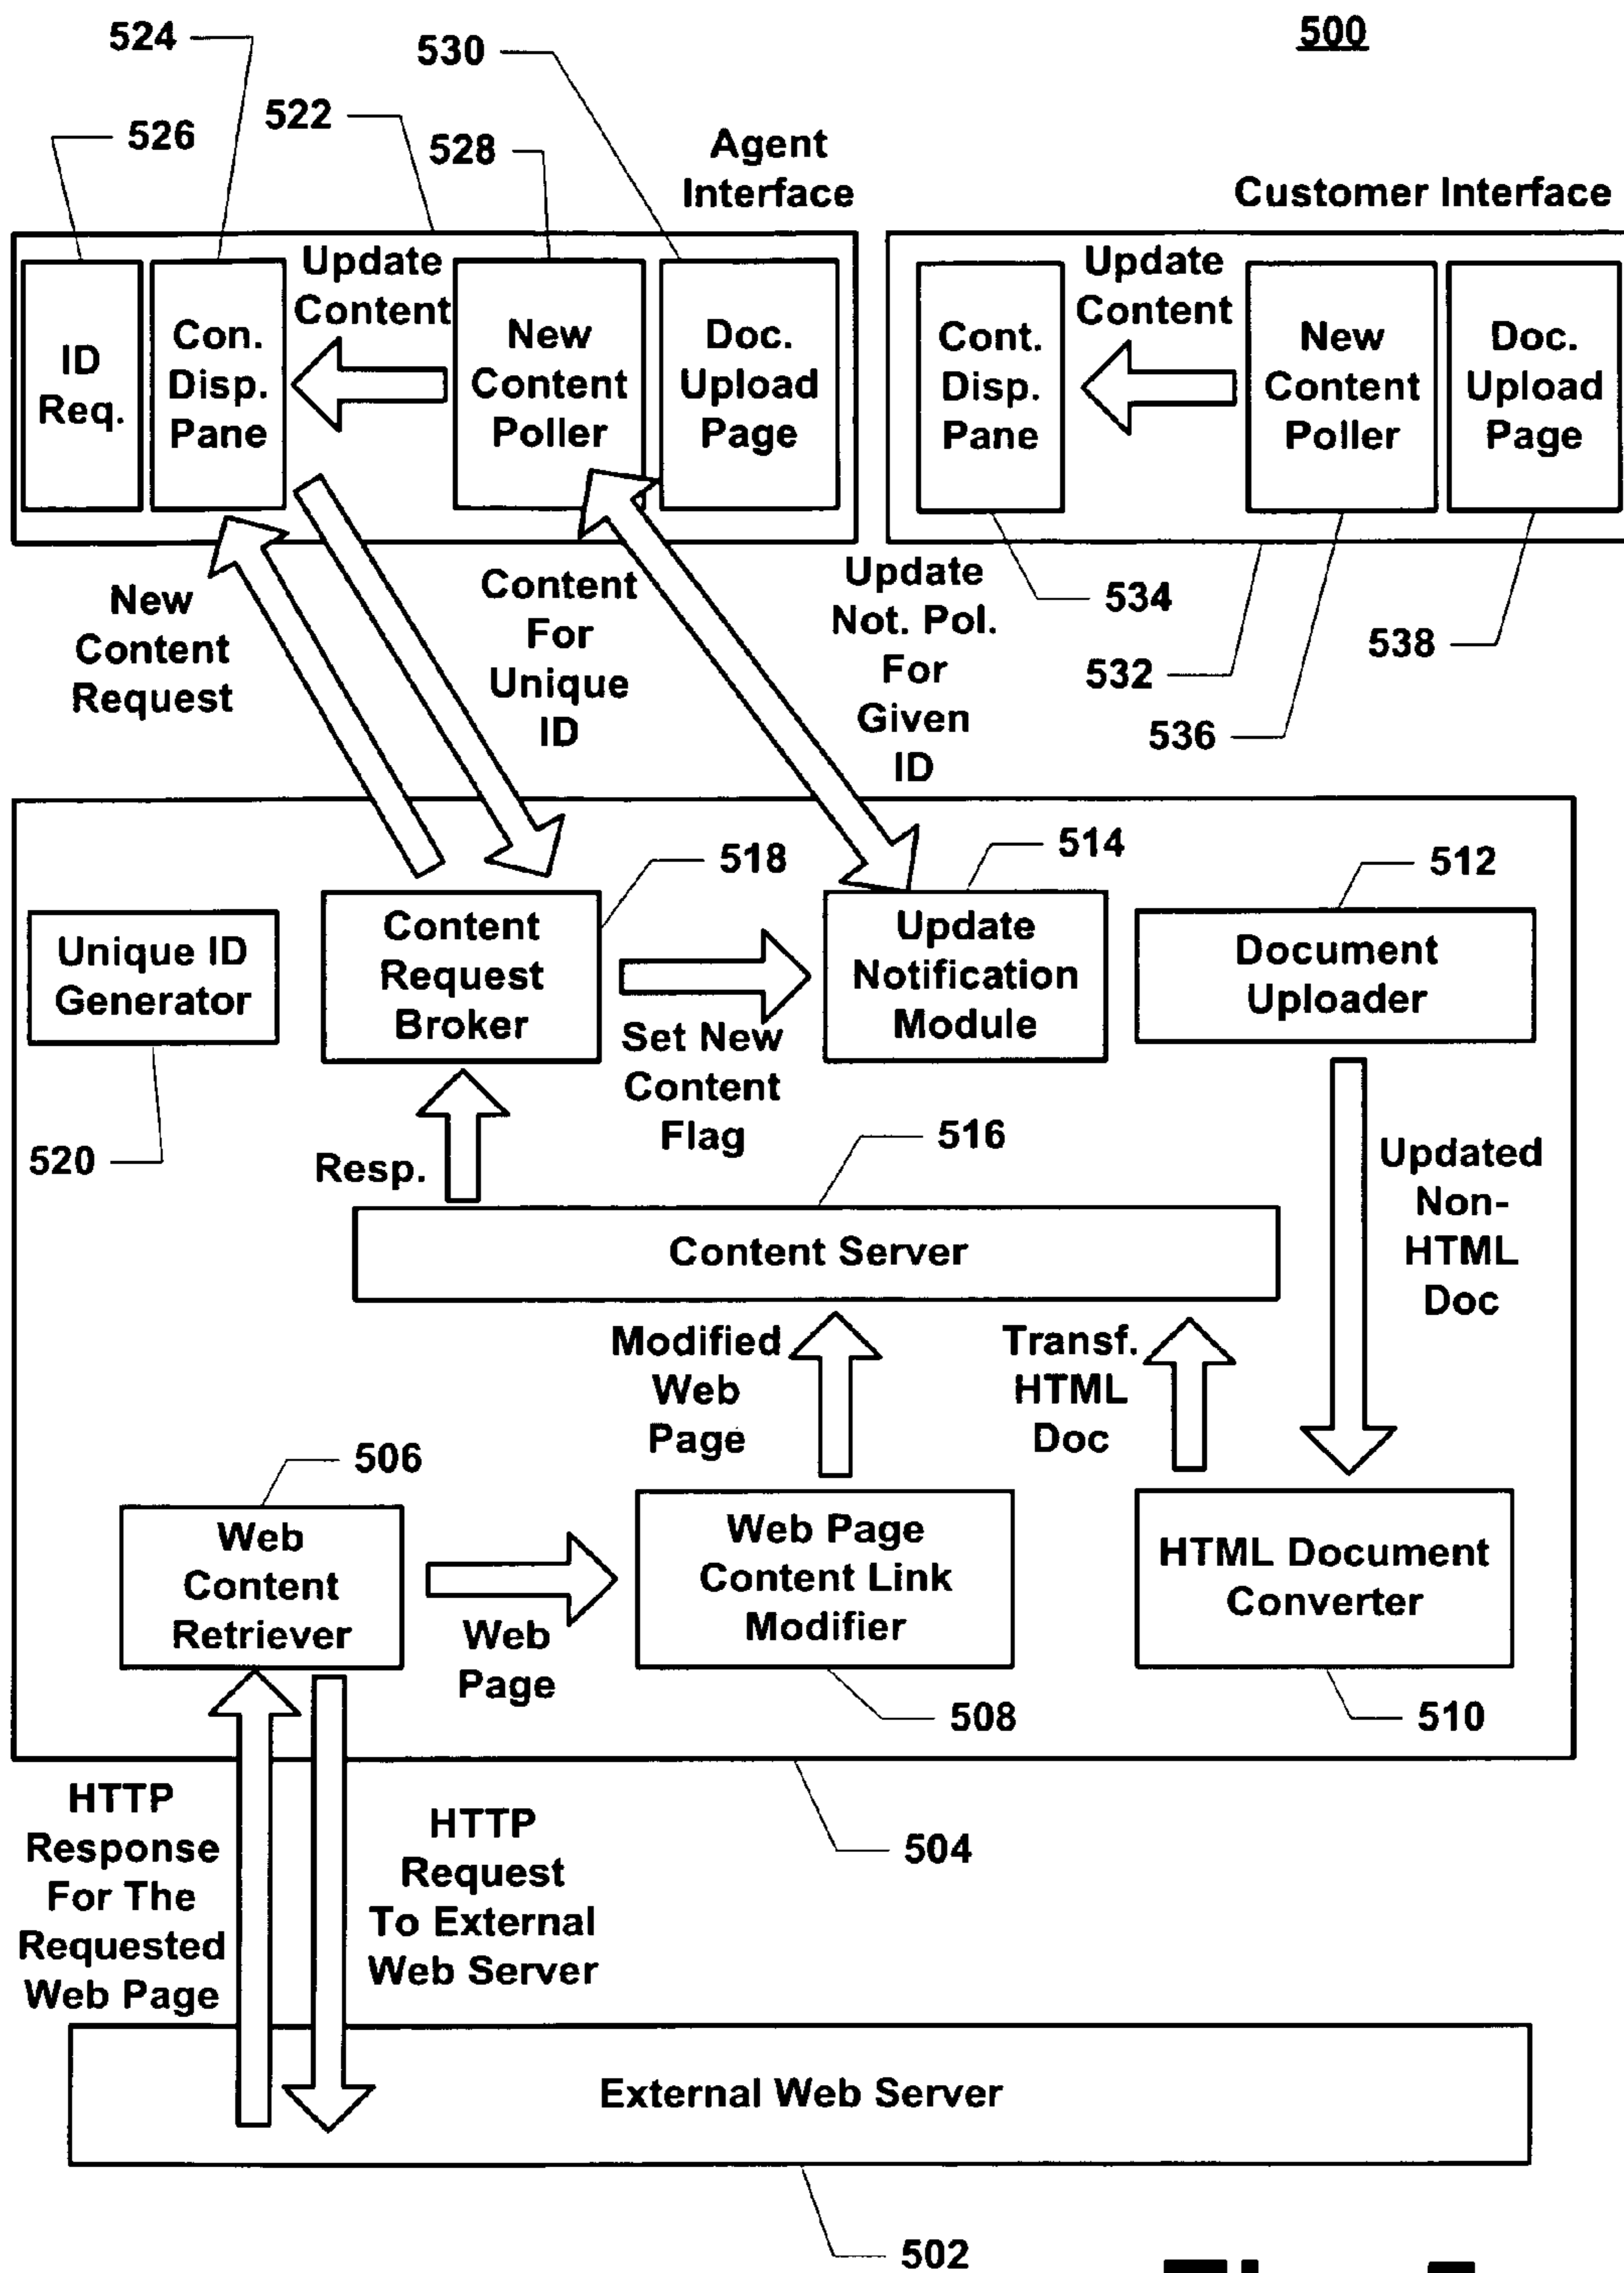 500
524
530
522
526
528
Agent
Interface
Customer Interface
ID
Req.
Con.
Disp.
Pane
Update
Content
New
Content
Poller
Doc.
Upload
Page
Cont.
Disp.
Pane
Update
Content
New
Content
Poller
Doc.
Upload
Page
New
Content
Request
Content
For
Unique
ID
Update
Not. Pol.
For
Given
ID
534
538
532
536
518
514
512
Unique ID
Generator
Content
Request
Broker
Set New
Content
Flag
Update
Notification
Module
Document
Uploader
520
Resp.
516
Updated
Non-
HTML
Doc
Content Server
Modified
Web
Page
Transf.
HTML
Doc
506
Web
Content
Retriever
Web
Page
Web Page
Content Link
Modifier
HTML Document
Converter
508
510
HTTP
Response
For The
Requested
Web Page
HTTP
Request
To External
Web Server
504
External Web Server
502